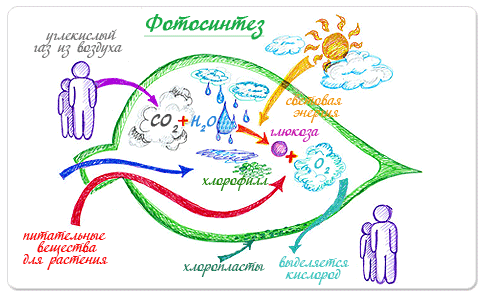 Фотосинтез
углекислый
газ из воздуха
световая
энергия
CO2 + H2O
глюкоза
+
O2
хлорофилл
питательные
вещества
для растения
хлоропласты
выделяется
кислород